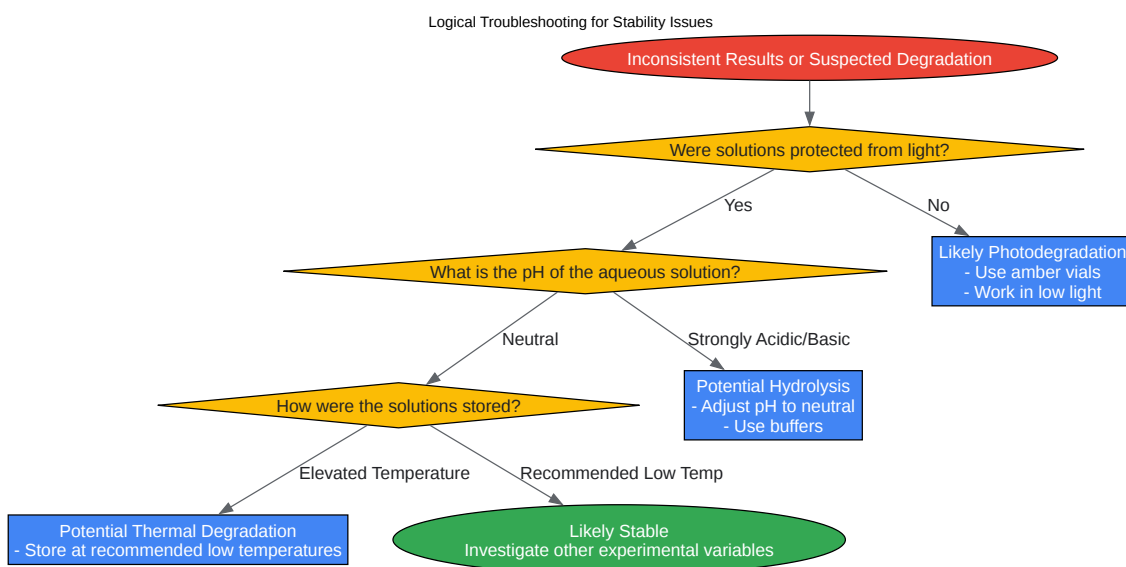 Logical Troubleshooting for Stability Issues
Inconsistent Results or Suspected Degradation
Were solutions protected from light?
Yes
No
What is the pH of the aqueous solution?
Likely Photodegradation
- Use amber vials
- Work in low light
Neutral
Strongly Acidic/Basic
How were the solutions stored?
Potential Hydrolysis
- Adjust pH to neutral
- Use buffers
Elevated Temperature
Recommended Low Temp
Potential Thermal Degradation
- Store at recommended low temperatures
Likely Stable
Investigate other experimental variables